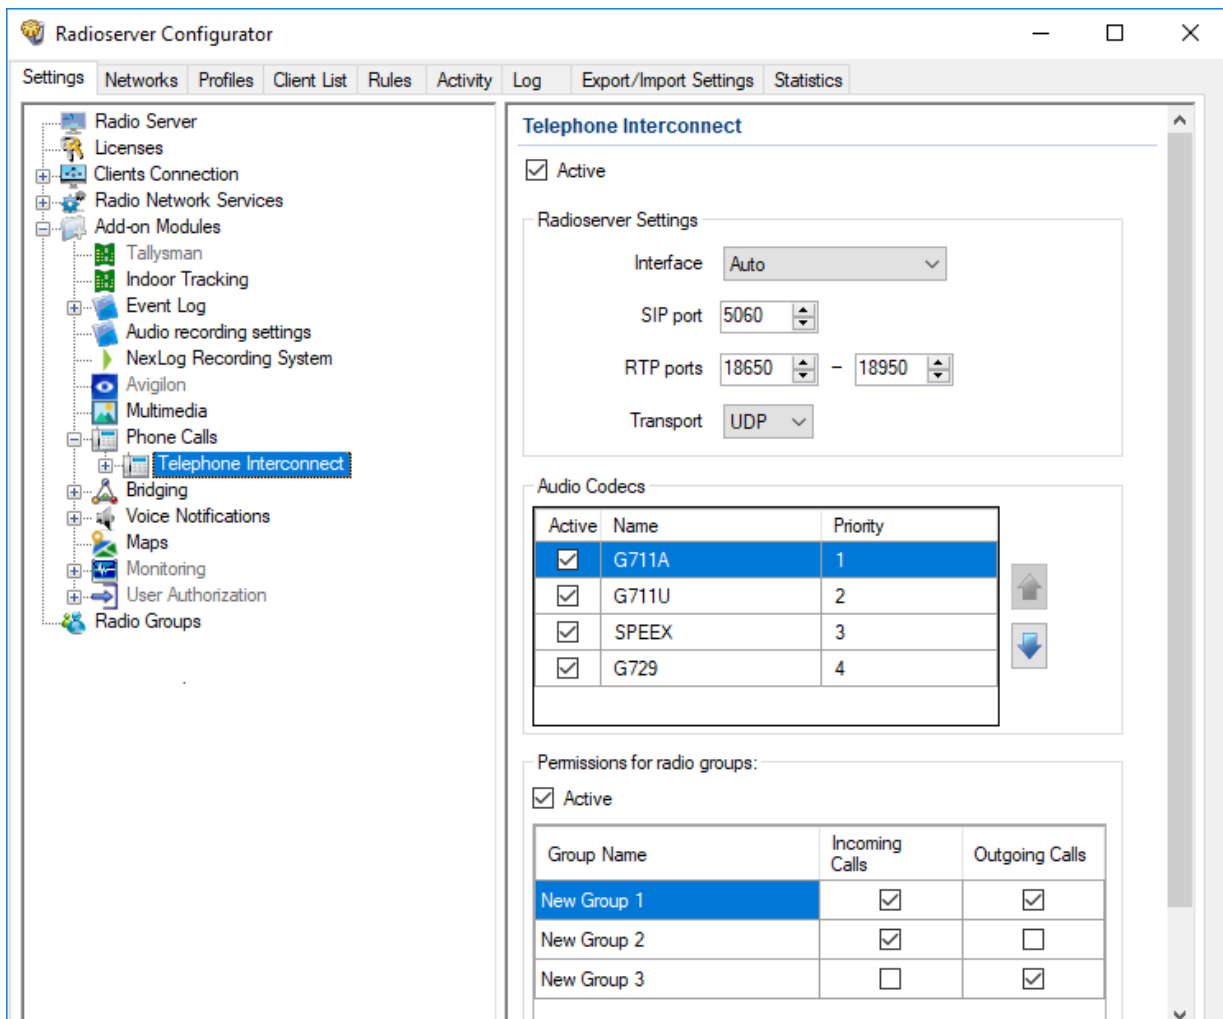 Radioserver Configurator
Settings Networks Profiles Client List Rules Activity Log Export/Import Settings Statistics
Radio Server
Licenses
Clients Connection
Radio Network Services
Add-on Modules
Tallysman
Indoor Tracking
Event Log
Audio recording settings
NexLog Recording System
Avigilon
Multimedia
Phone Calls
Telephone Interconnect
Bridging
Voice Notifications
Maps
Monitoring
User Authorization
Radio Groups
Telephone Interconnect
Active
Radioserver Settings
Interface Auto
SIP port 5060
RTP ports 18650 – 18950
Transport UDP
Audio Codecs
Active Name Priority
G711A 1
G711U 2
SPEEX 3
G729 4
Permissions for radio groups:
Active
Group Name Incoming Calls Outgoing Calls
New Group 1
New Group 2
New Group 3